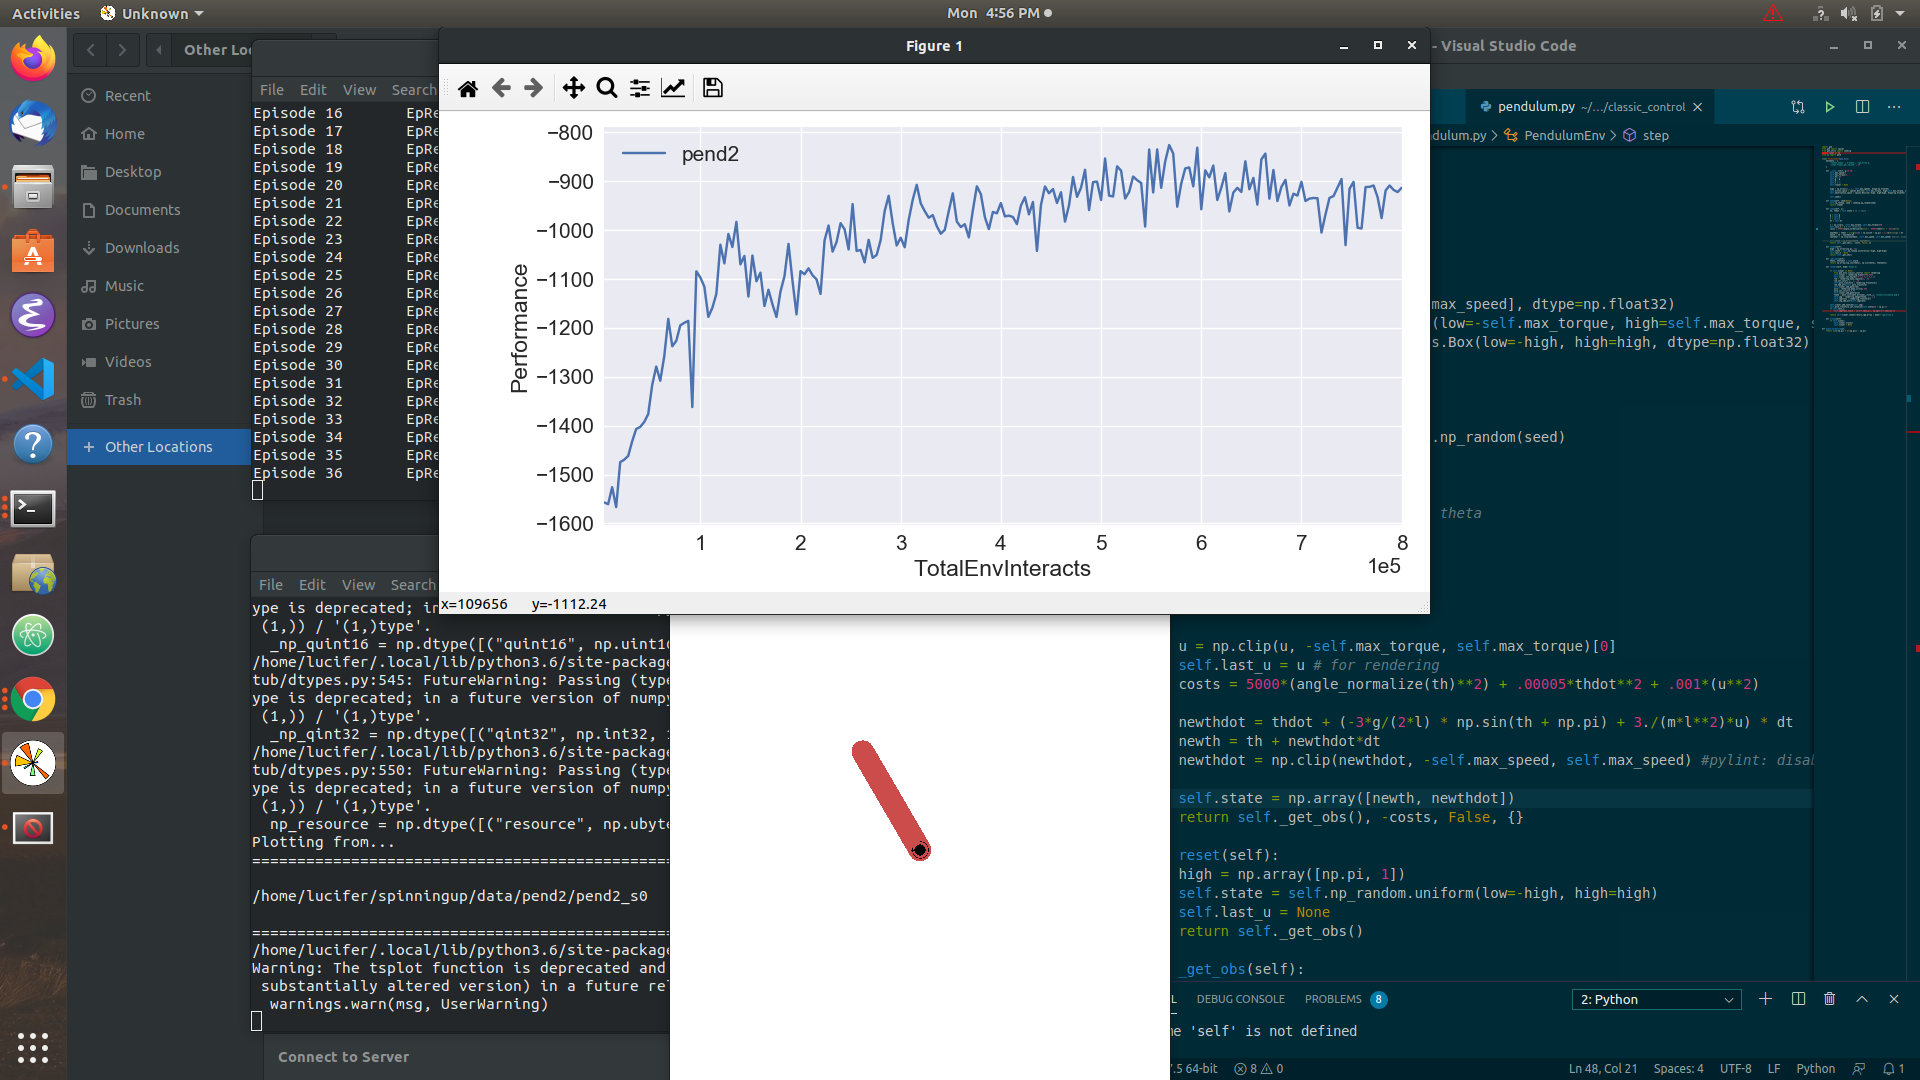 Activities
Unknown
Mon 4:56 PM
Other Loc
Recent
Home
Desktop
Documents
Downloads
Music
Pictures
Videos
Trash
Other Locations
Connect to Server
File Edit View Search
Episode 16 EpRe
Episode 17 EpRe
Episode 18 EpRe
Episode 19 EpRe
Episode 20 EpRe
Episode 21 EpRe
Episode 22 EpRe
Episode 23 EpRe
Episode 24 EpRe
Episode 25 EpRe
Episode 26 EpRe
Episode 27 EpRe
Episode 28 EpRe
Episode 29 EpRe
Episode 30 EpRe
Episode 31 EpRe
Episode 32 EpRe
Episode 33 EpRe
Episode 34 EpRe
Episode 35 EpRe
Episode 36 EpRe
File Edit View Search
ype is deprecated; in
(1,)) / '(1,)type'.
_np_quint16 = np.dtype([("quint16", np.uint16
/home/lucifer/.local/lib/python3.6/site-package
tub/dtypes.py:545: FutureWarning: Passing (type
ype is deprecated; in a future version of numpy
(1,)) / '(1,)type'.
_np_qint32 = np.dtype([("qint32", np.int32, 1
/home/lucifer/.local/lib/python3.6/site-package
tub/dtypes.py:550: FutureWarning: Passing (type
ype is deprecated; in a future version of numpy
(1,)) / '(1,)type'.
np_resource = np.dtype([("resource", np.ubyte
Plotting from...
===============================================
/home/lucifer/spinningup/data/pend2/pend2_s0
===============================================
/home/lucifer/.local/lib/python3.6/site-package
Warning: The tsplot function is deprecated and
substantially altered version) in a future rel
warnings.warn(msg, UserWarning)
Figure 1
pend2
−800
−900
−1000
−1100
−1200
−1300
−1400
−1500
−1600
Performance
1 2 3 4 5 6 7 8
1e5
TotalEnvInteracts
x=109656 y=-1112.24
- Visual Studio Code
pendulum.py ~/.../classic_control
dulum.py > PendulumEnv > step
max_speed], dtype=np.float32)
(low=-self.max_torque, high=self.max_torque, s
s.Box(low=-high, high=high, dtype=np.float32)
.np_random(seed)
theta
u = np.clip(u, -self.max_torque, self.max_torque)[0]
self.last_u = u # for rendering
costs = 5000*(angle_normalize(th)**2) + .00005*thdot**2 + .001*(u**2)
newthdot = thdot + (-3*g/(2*l) * np.sin(th + np.pi) + 3./(m*l**2)*u) * dt
newth = th + newthdot*dt
newthdot = np.clip(newthdot, -self.max_speed, self.max_speed) #pylint: disab
self.state = np.array([newth, newthdot])
return self._get_obs(), -costs, False, {}
reset(self):
high = np.array([np.pi, 1])
self.state = self.np_random.uniform(low=-high, high=high)
self.last_u = None
return self._get_obs()
_get_obs(self):
L DEBUG CONSOLE PROBLEMS 8
2: Python
ne 'self' is not defined
7.5 64-bit 8 0
Ln 48, Col 21 Spaces: 4 UTF-8 LF Python 1